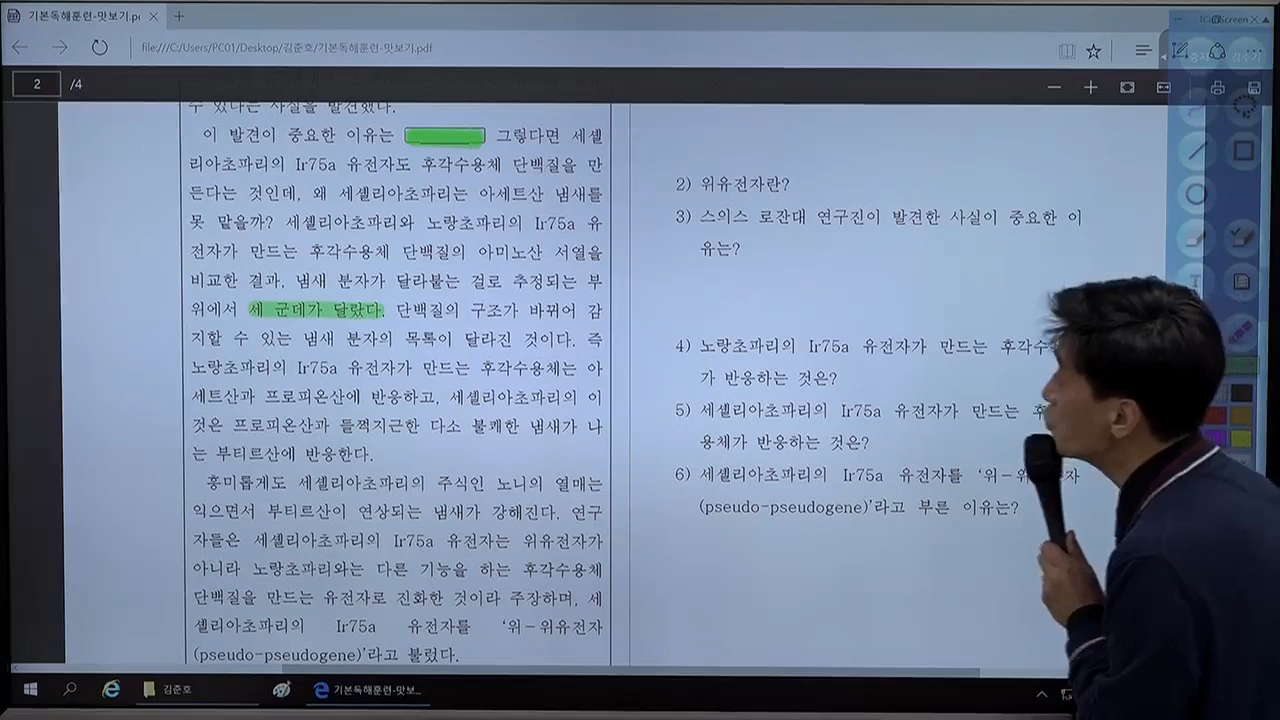 기본독해훈련-맛보기.pc
file:///C:/Users/PC01/Desktop/김준호/기본독해훈련-맛보기.pdf
2 /4
수 있다는 사실을 발견했다.
이 발견이 중요한 이유는 그렇다면 세셸
리아초파리의 Ir75a 유전자도 후각수용체 단백질을 만
든다는 것인데, 왜 세셸리아초파리는 아세트산 냄새를
못 맡을까? 세셸리아초파리와 노랑초파리의 Ir75a 유
전자가 만드는 후각수용체 단백질의 아미노산 서열을
비교한 결과, 냄새 분자가 달라붙는 걸로 추정되는 부
위에서 세 군데가 달랐다. 단백질의 구조가 바뀌어 감
지할 수 있는 냄새 분자의 목록이 달라진 것이다. 즉
노랑초파리의 Ir75a 유전자가 만드는 후각수용체는 아
세트산과 프로피온산에 반응하고, 세셸리아초파리의 이
것은 프로피온산과 들쩍지근한 다소 불쾌한 냄새가 나
는 부티르산에 반응한다.
흥미롭게도 세셸리아초파리의 주식인 노니의 열매는
익으면서 부티르산이 연상되는 냄새가 강해진다. 연구
자들은 세셸리아초파리의 Ir75a 유전자는 위유전자가
아니라 노랑초파리와는 다른 기능을 하는 후각수용체
단백질을 만드는 유전자로 진화한 것이라 주장하며, 세
셸리아초파리의 Ir75a 유전자를 ‘위-위유전자
(pseudo-pseudogene)’라고 불렀다.
2) 위유전자란?
3) 스의스 로잔대 연구진이 발견한 사실이 중요한 이
유는?
4) 노랑초파리의 Ir75a 유전자가 만드는 후각수
가 반응하는 것은?
5) 세셸리아초파리의 Ir75a 유전자가 만드는
용체가 반응하는 것은?
6) 세셸리아초파리의 Ir75a 유전자를 ‘위-위 자
(pseudo-pseudogene)’라고 부른 이유는?
김준호
기본독해훈련-맛보...